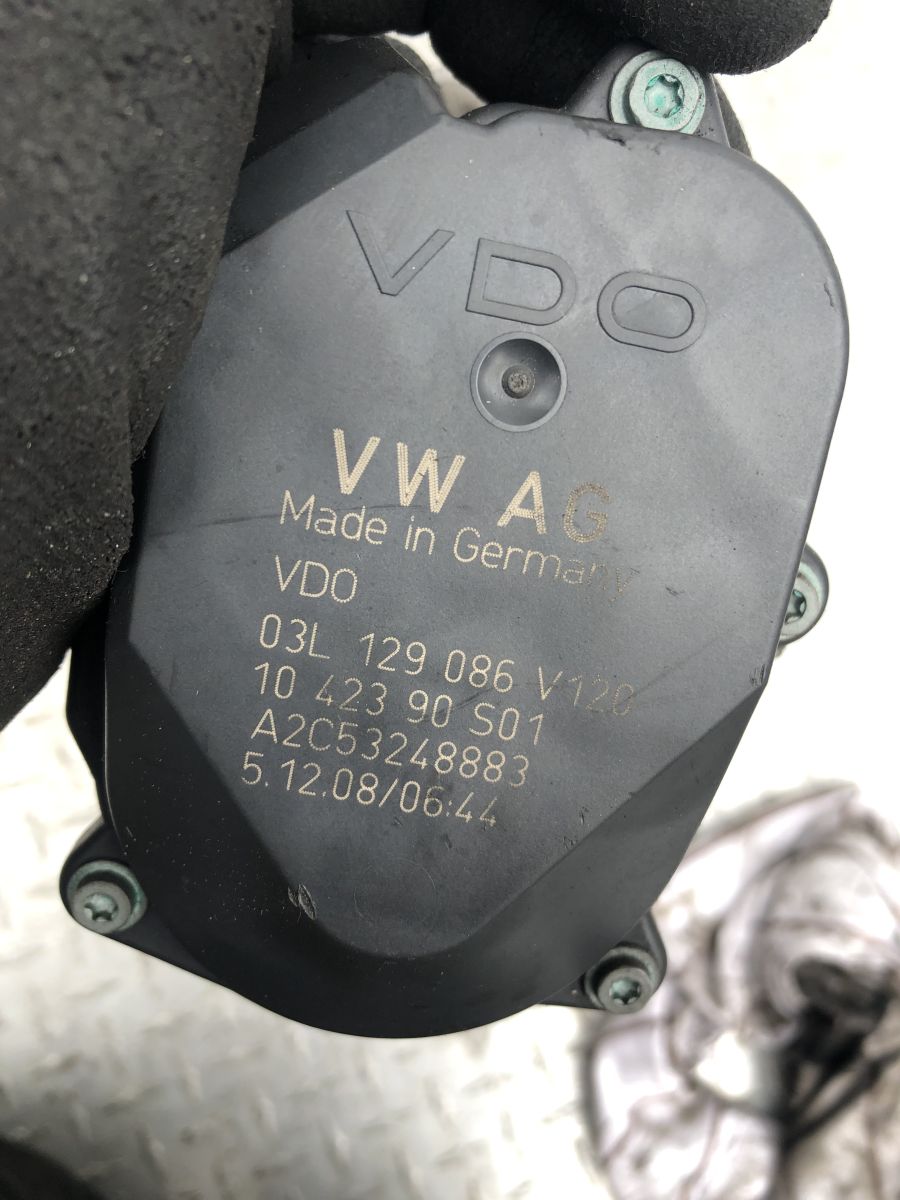 VDO
VW AG
Made in Germany
VDO
03L 129 086 V120
10 423 90 S01
A2C53248883
5.12.08/06:44